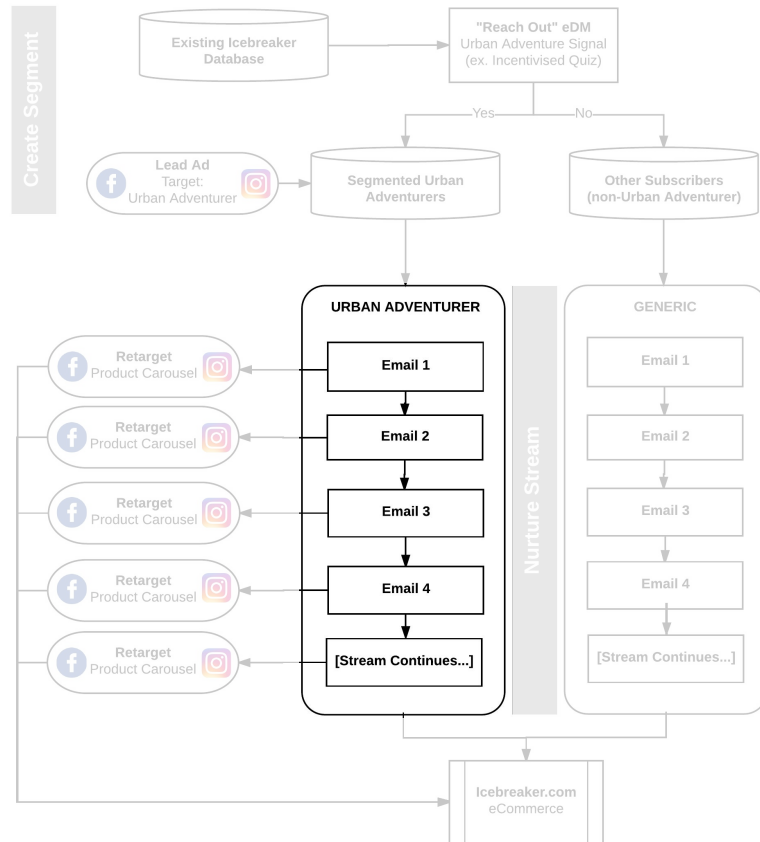 Create Segment
Existing Icebreaker
Database
"Reach Out" eDM
Urban Adventure Signal
(ex. Incentivised Quiz)
Yes
No
Lead Ad
Target:
Urban Adventurer
Segmented Urban
Adventurers
Other Subscribers
(non-Urban Adventurer)
URBAN ADVENTURER
GENERIC
Nurture Stream
Retarget
Product Carousel
Email 1
Email 1
Retarget
Product Carousel
Email 2
Email 2
Retarget
Product Carousel
Email 3
Email 3
Retarget
Product Carousel
Email 4
Email 4
Retarget
Product Carousel
[Stream Continues...]
[Stream Continues...]
Icebreaker.com
eCommerce